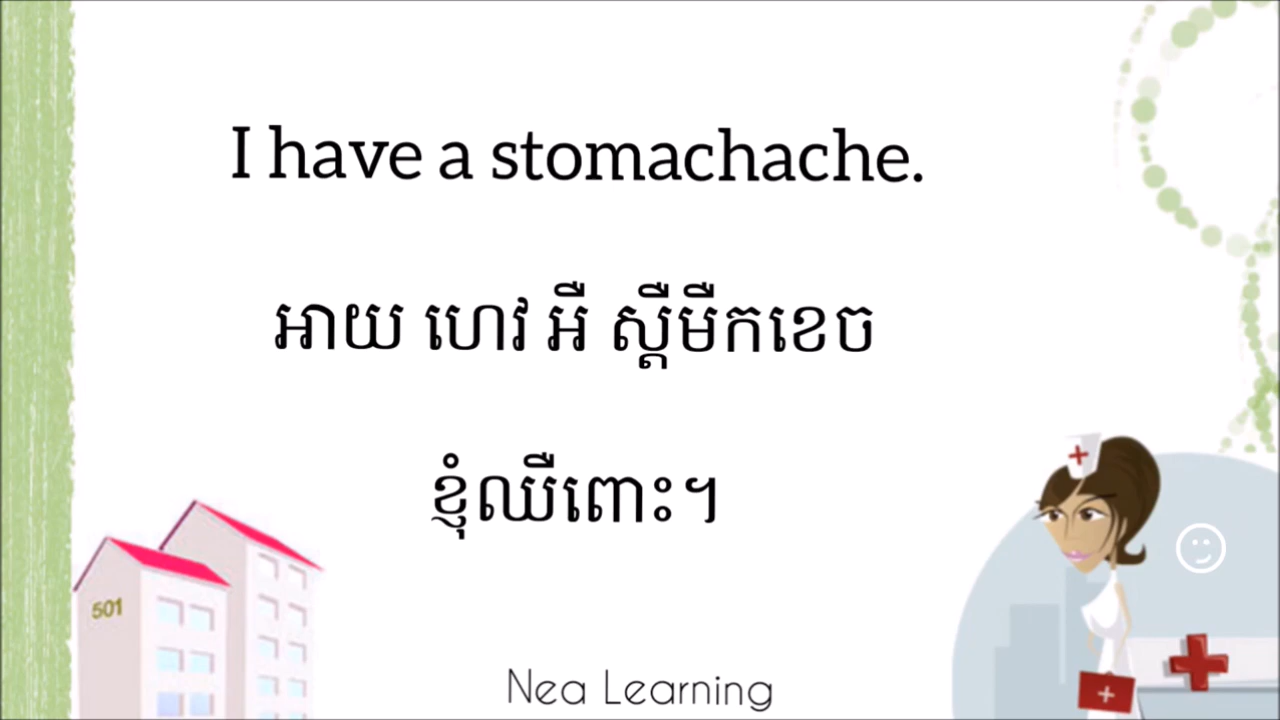 I have a stomachache.
អាយ ហេវ អឺ ស្តឺមឺកខេច
ខ្ញុំឈឺពោះ។
501
Nea Learning